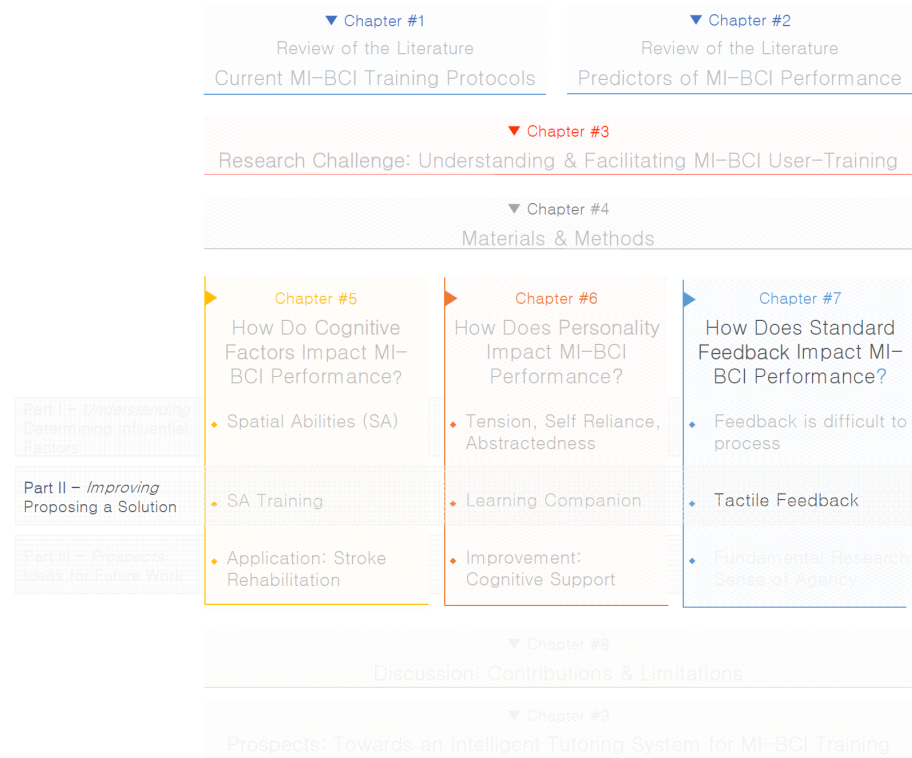 ▼ Chapter #1
Review of the Literature
Current MI-BCI Training Protocols
▼ Chapter #2
Review of the Literature
Predictors of MI-BCI Performance
▼ Chapter #3
Research Challenge: Understanding & Facilitating MI-BCI User-Training
▼ Chapter #4
Materials & Methods
Chapter #5
How Do Cognitive
Factors Impact MI-
BCI Performance?
Chapter #6
How Does Personality
Impact MI-BCI
Performance?
Chapter #7
How Does Standard
Feedback Impact MI-
BCI Performance?
Part I - Understanding
Determining Influential
Factors
Spatial Abilities (SA)
Tension, Self Reliance,
Abstractedness
Feedback is difficult to
process
Part II - Improving
Proposing a Solution
SA Training
Learning Companion
Tactile Feedback
Part III - Prospects
Ideas for Future Work
Application: Stroke
Rehabilitation
Improvement:
Cognitive Support
Fundamental Research
Sense of Agency
▼ Chapter #8
Discussion: Contributions & Limitations
▼ Chapter #9
Prospects: Towards an Intelligent Tutoring System for MI-BCI Training